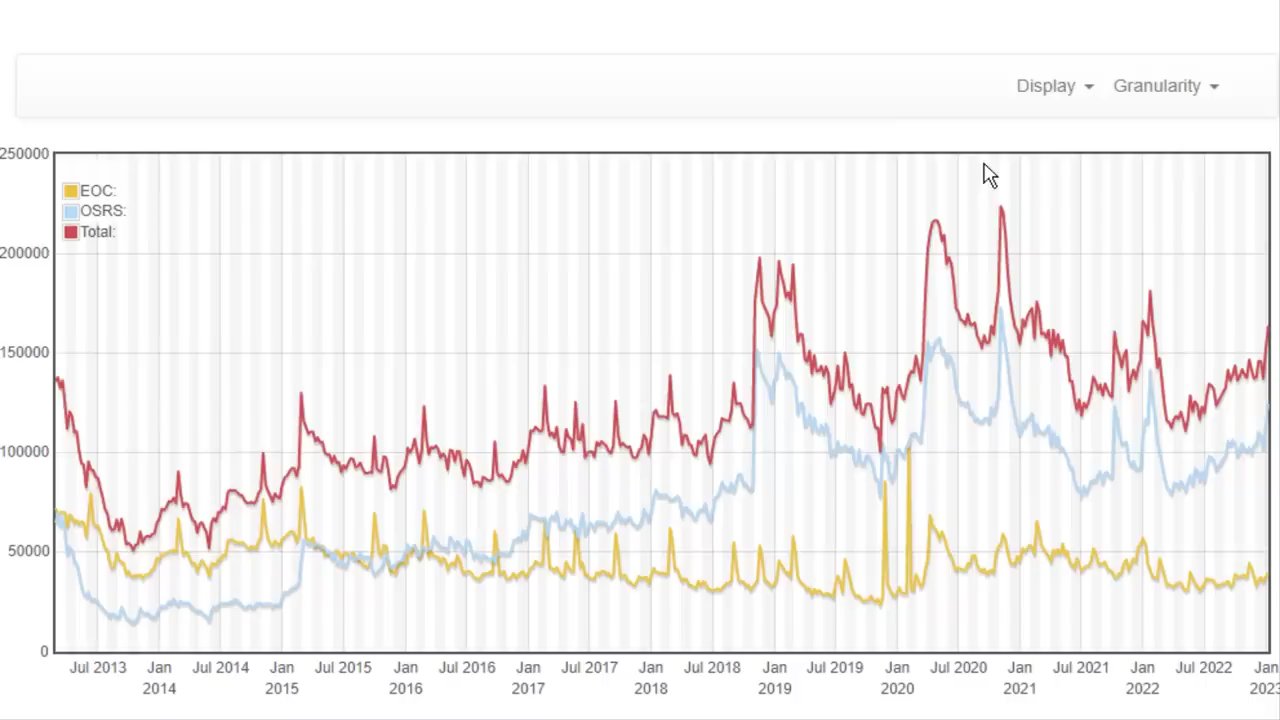 Display Granularity
250000
EOC:
OSRS:
Total:
200000
150000
100000
50000
0
Jul 2013 Jan Jul 2014 Jan Jul 2015 Jan Jul 2016 Jan Jul 2017 Jan Jul 2018 Jan Jul 2019 Jan Jul 2020 Jan Jul 2021 Jan Jul 2022 Jan
2014 2015 2016 2017 2018 2019 2020 2021 2022 2023